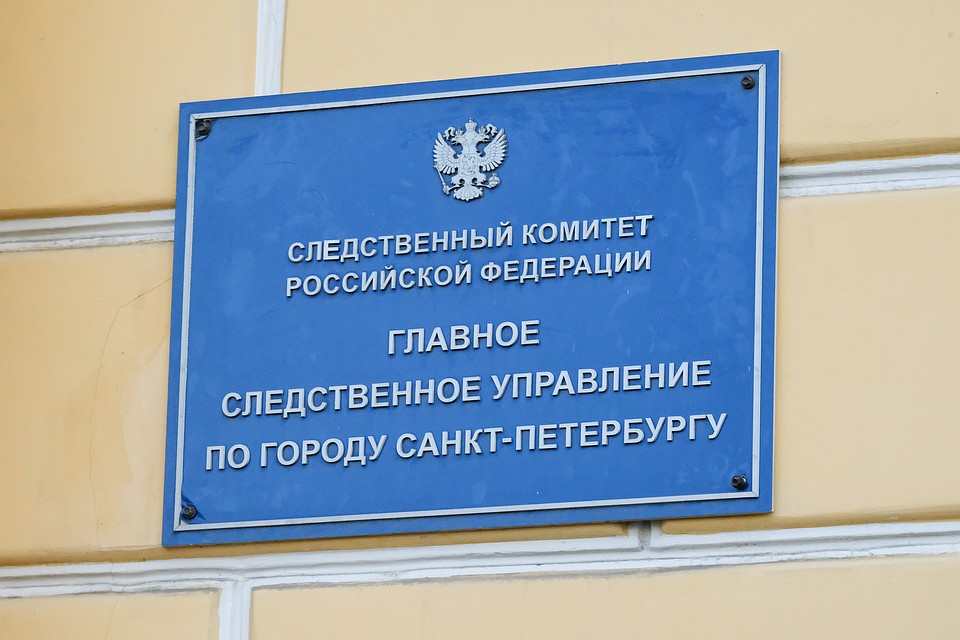 СЛЕДСТВЕННЫЙ КОМИТЕТ
РОССИЙСКОЙ ФЕДЕРАЦИИ
ГЛАВНОЕ
СЛЕДСТВЕННОЕ УПРАВЛЕНИЕ
ПО ГОРОДУ САНКТ-ПЕТЕРБУРГУ